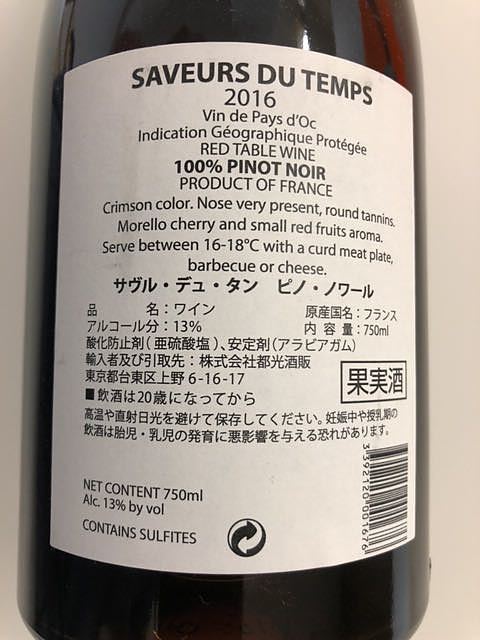 SAVEURS DU TEMPS
2016
Vin de Pays d'Oc
Indication Géographique Protégée
RED TABLE WINE
100% PINOT NOIR
PRODUCT OF FRANCE
Crimson color. Nose very present, round tannins.
Morello cherry and small red fruits aroma.
Serve between 16-18°C with a curd meat plate,
barbecue or cheese.
サヴル・デュ・タン ピノ・ノワール
品 名：ワイン 原産国名：フランス
アルコール分：13% 内 容 量：750ml
酸化防止剤(亜硫酸塩)、安定剤(アラビアガム)
輸入者及び引取先：株式会社都光酒販
東京都台東区上野 6-16-17
果実酒
■飲酒は20歳になってから
高温や直射日光を避けて保存してください。妊娠中や授乳期の
飲酒は胎児・乳児の発育に悪影響を与える恐れがあります。
NET CONTENT 750ml
Alc. 13% by vol
CONTAINS SULFITES
3392120001676